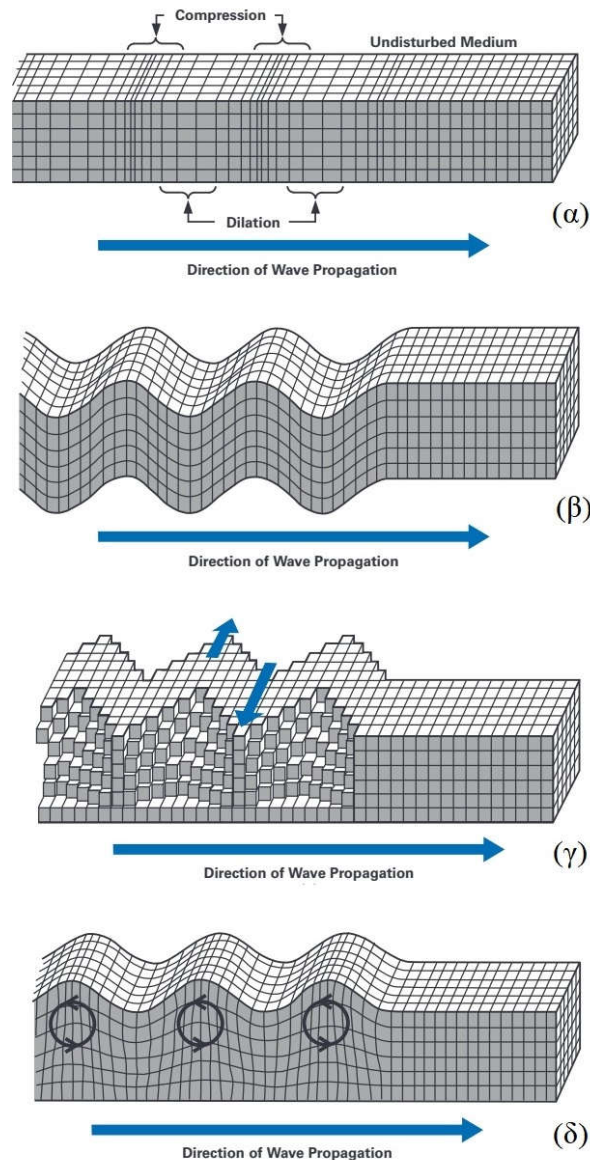 Compression
Undisturbed Medium
Dilation
(α)
Direction of Wave Propagation
(β)
Direction of Wave Propagation
(γ)
Direction of Wave Propagation
(δ)
Direction of Wave Propagation